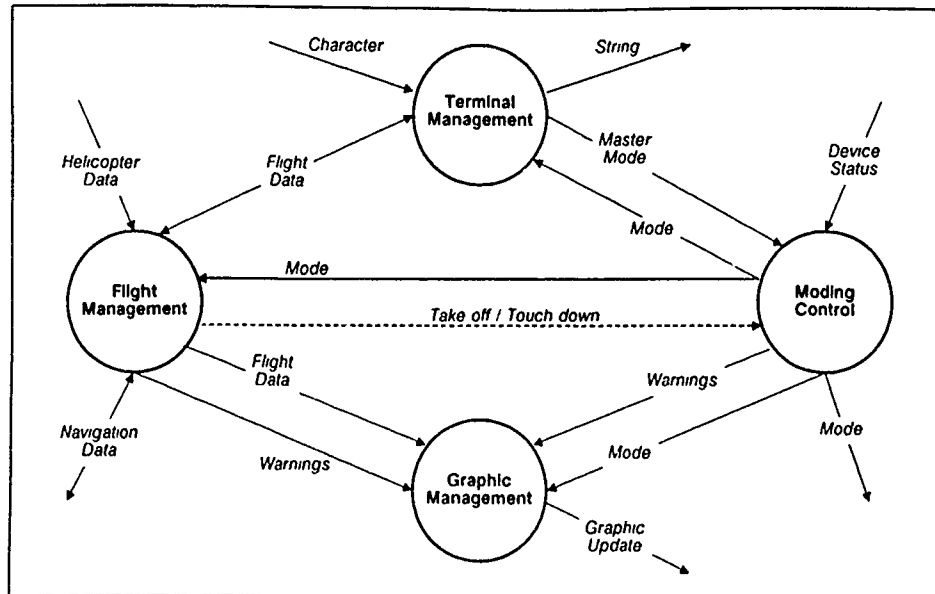 Character
String
Terminal
Management
Master
Mode
Helicopter
Data
Flight
Data
Device
Status
Mode
Mode
Flight
Management
Moding
Control
Take off / Touch down
Flight
Data
Warnings
Navigation
Data
Warnings
Mode
Mode
Graphic
Management
Graphic
Update